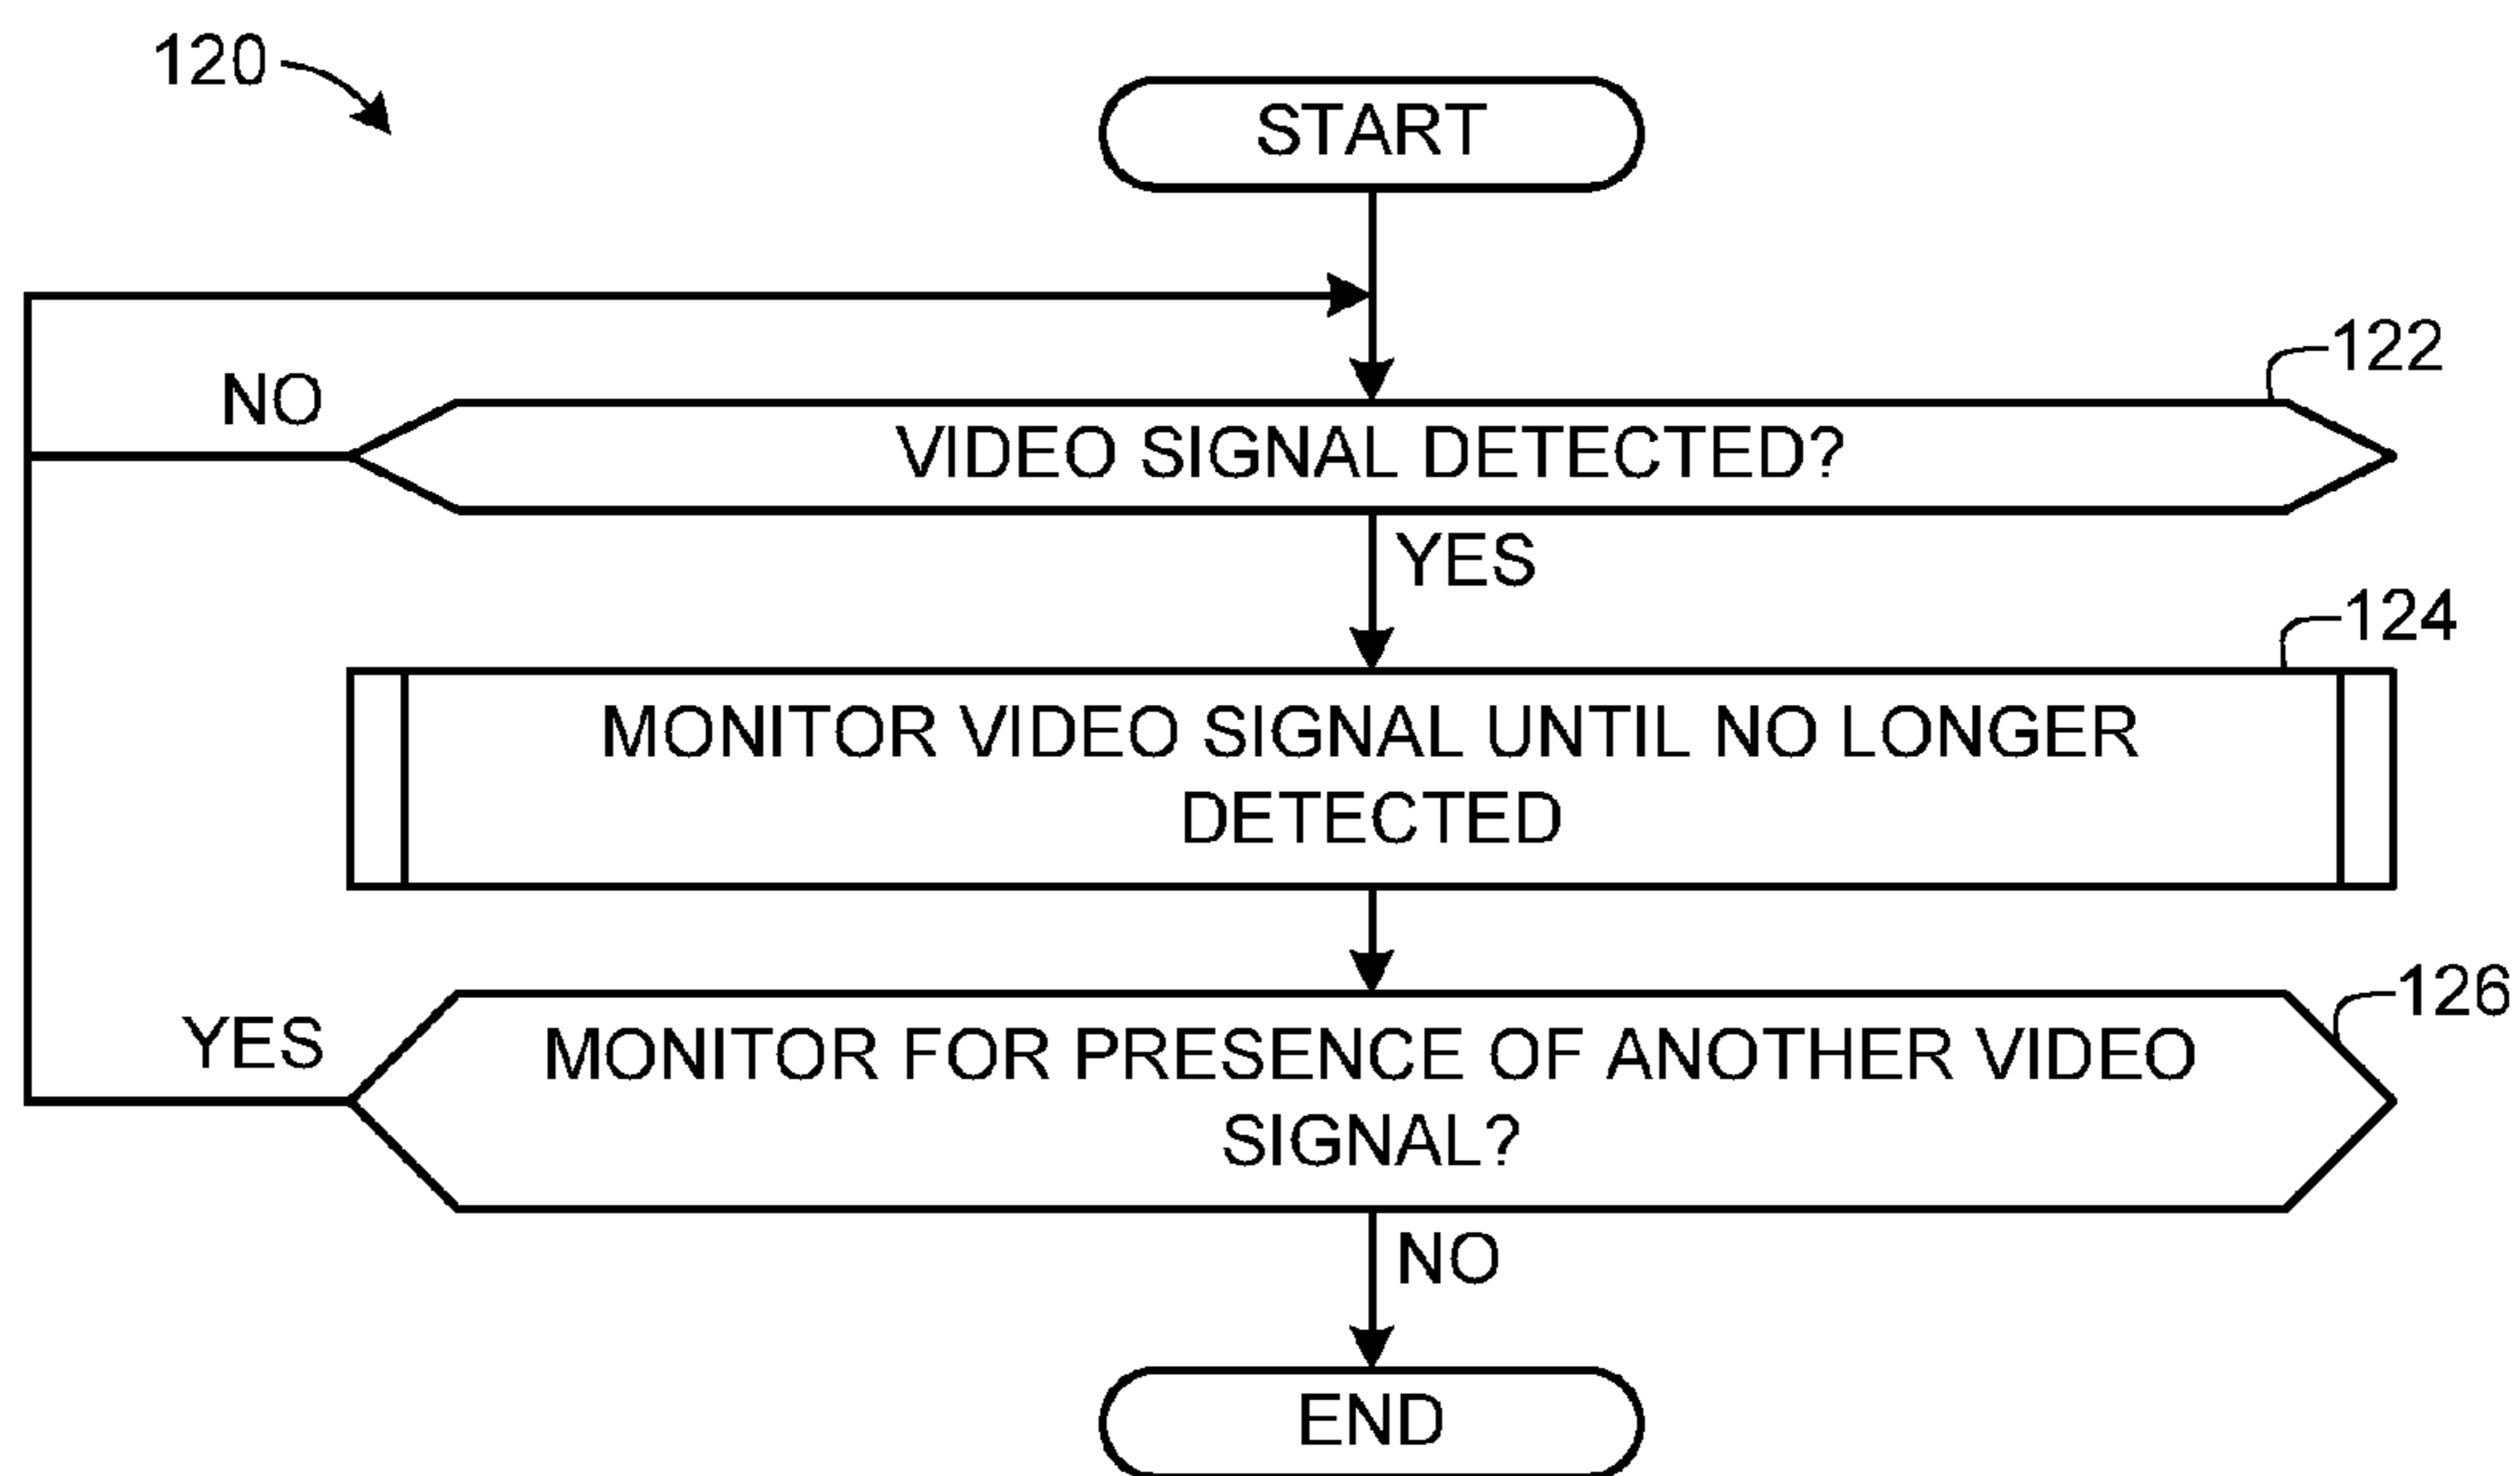 120
START
122
NO
VIDEO SIGNAL DETECTED?
YES
124
MONITOR VIDEO SIGNAL UNTIL NO LONGER
DETECTED
126
YES
MONITOR FOR PRESENCE OF ANOTHER VIDEO
SIGNAL?
NO
END